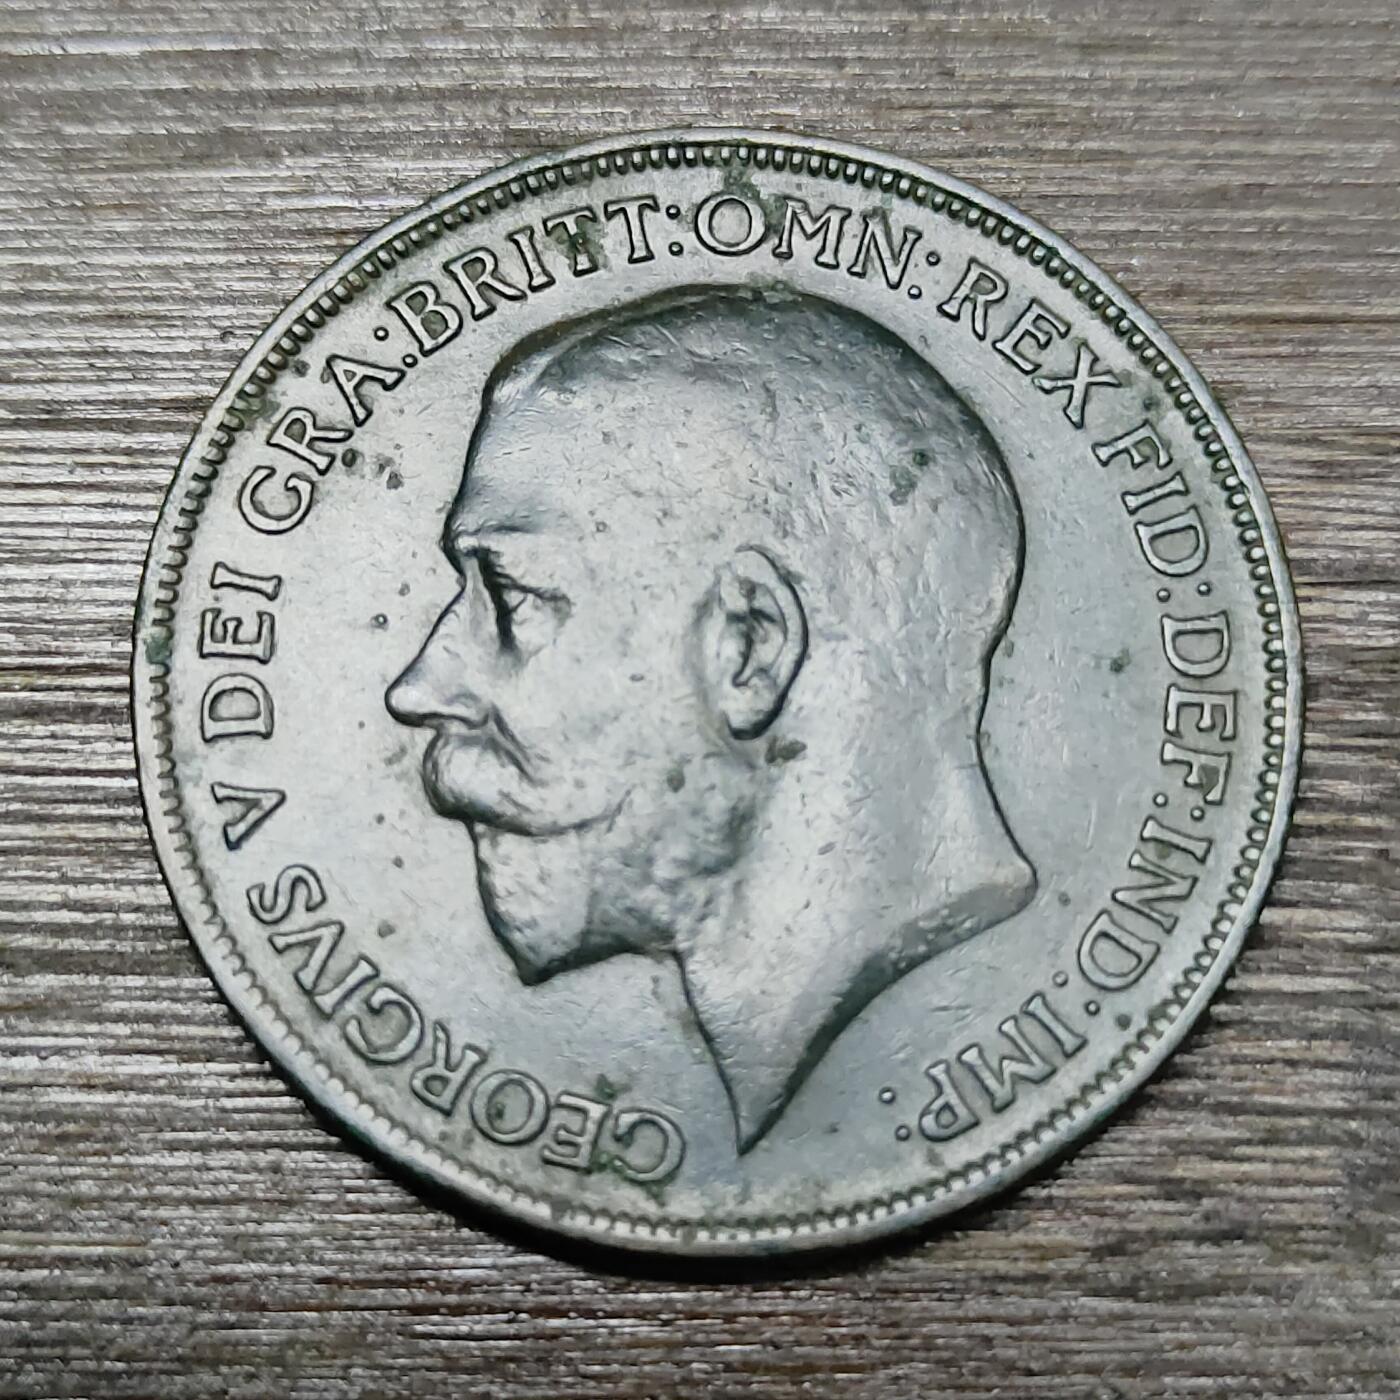 GEORGIVS V DEI GRA:BRITT:OMN:REX FID:DEF:IND:IMP: